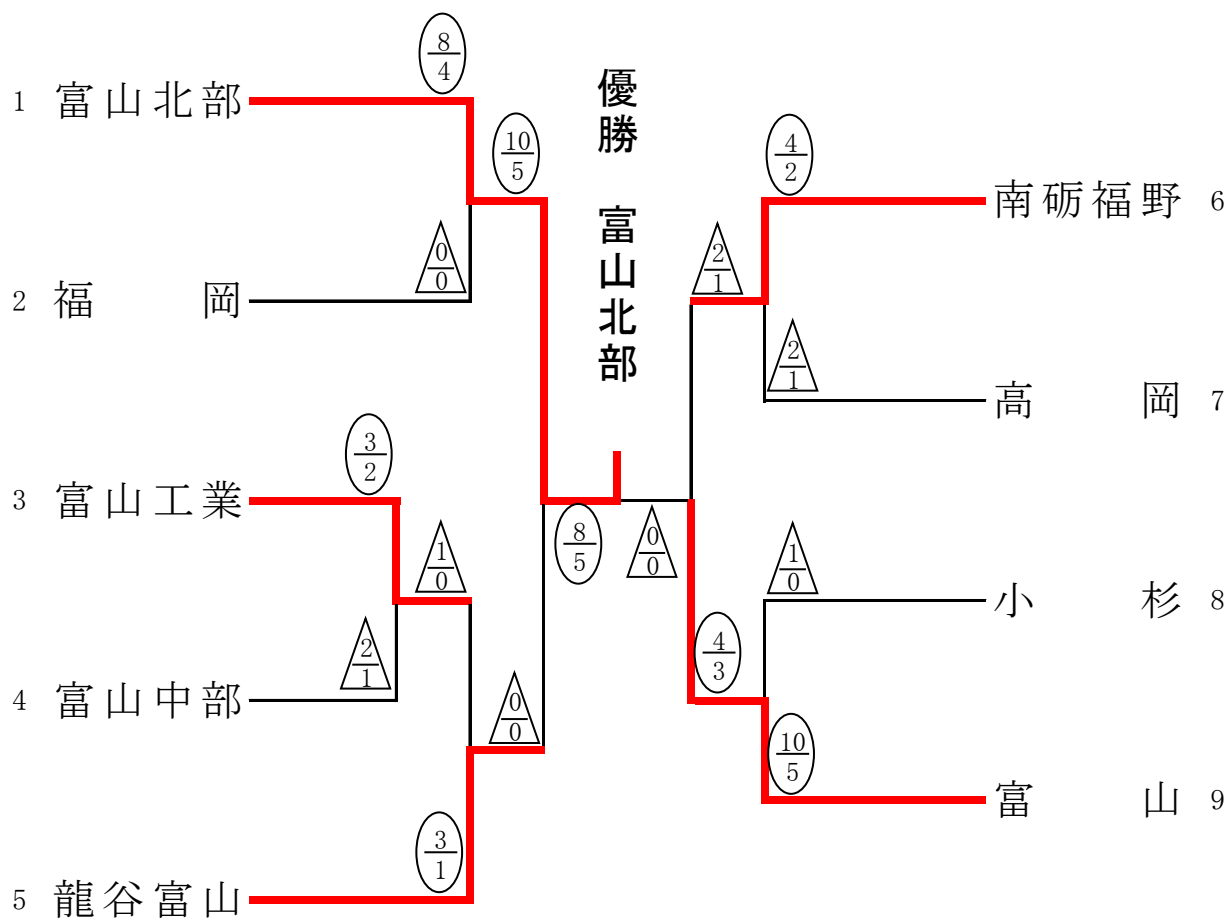 優勝 富山北部
1 富山北部
8/4
10/5
0/0
2 福岡
3/2
3 富山工業
1/0
2/1
4 富山中部
0/0
3/1
5 龍谷富山
8/5
0/0
4/2
南砺福野 6
2/1
2/1
高岡 7
1/0
小杉 8
4/3
10/5
富山 9